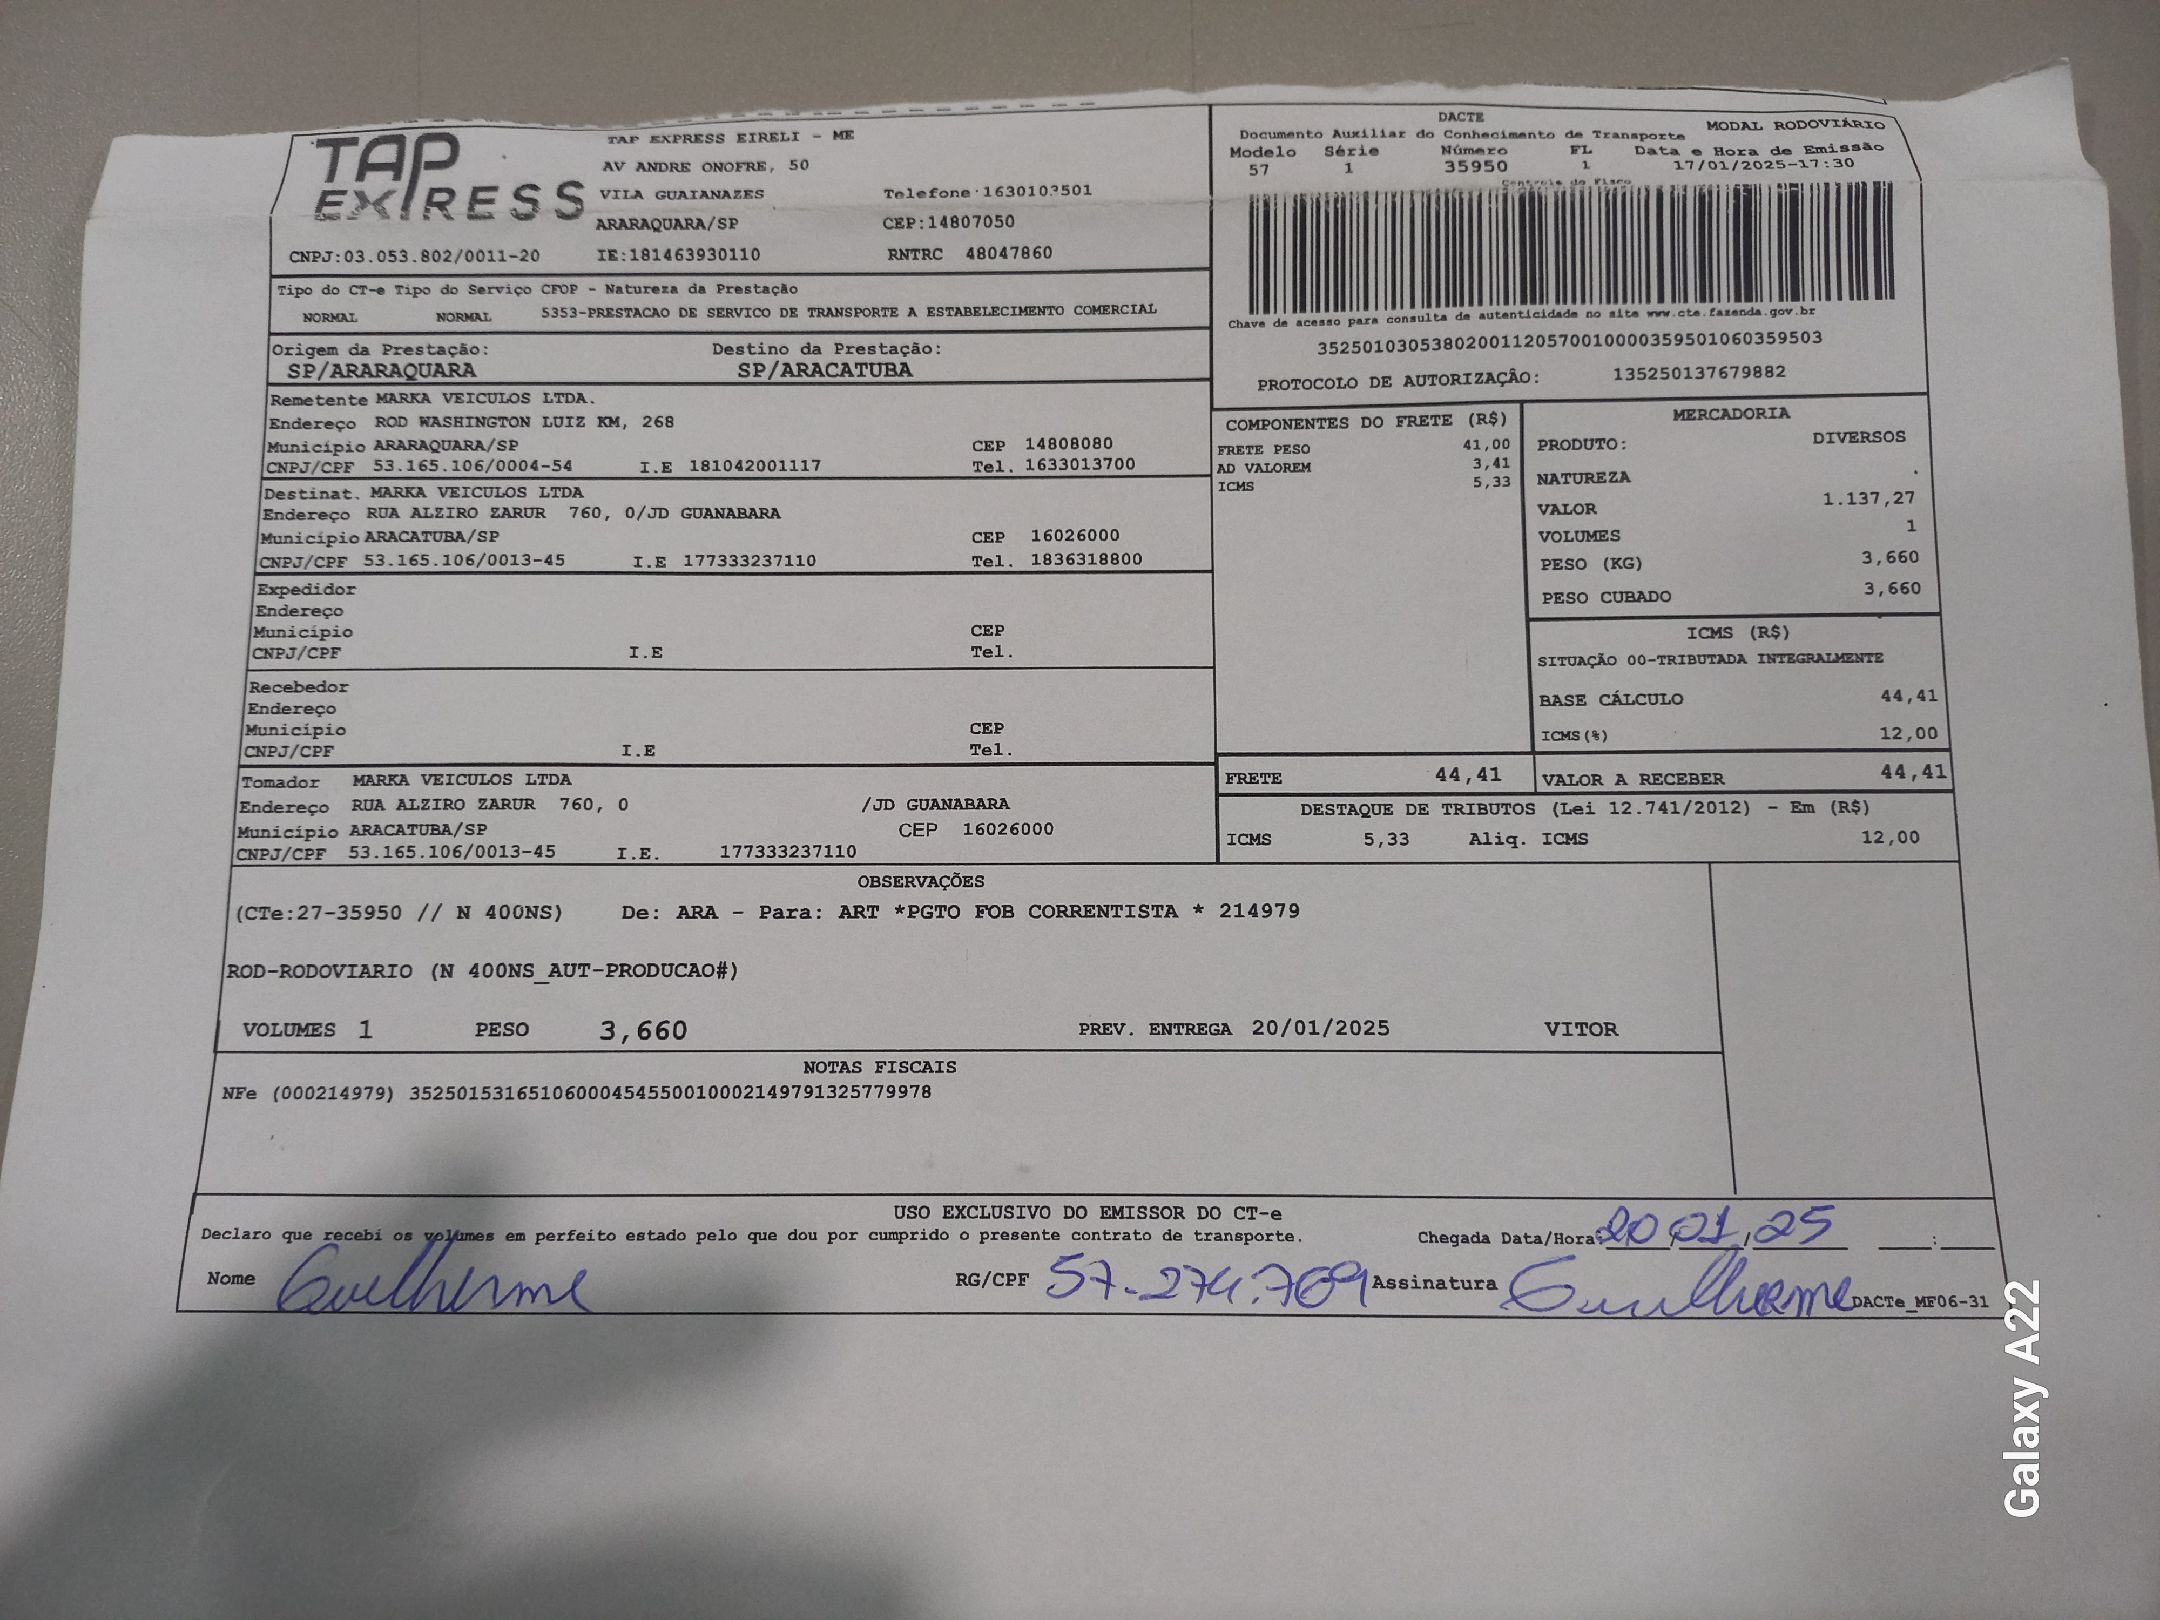 TAP EXPRESS
TAP EXPRESS EIRELI - ME
AV ANDRE ONOFRE, 50
VILA GUAIANAZES Telefone:1630103501
ARARAQUARA/SP CEP:14807050
CNPJ:03.053.802/0011-20 IE:181463930110 RNTRC 48047860
DACTE
Documento Auxiliar do Conhecimento de Transporte MODAL RODOVIÁRIO
Modelo Série Número FL Data e Hora de Emissão
57 1 35950 1 17/01/2025-17:30
Controle do Fisco
Chave de acesso para consulta de autenticidade no site www.cte.fazenda.gov.br
35250103053802001120570010000359501060359503
PROTOCOLO DE AUTORIZAÇÃO: 135250137679882
Tipo do CT-e Tipo do Serviço CFOP - Natureza da Prestação
NORMAL NORMAL 5353-PRESTACAO DE SERVICO DE TRANSPORTE A ESTABELECIMENTO COMERCIAL
Origem da Prestação: Destino da Prestação:
SP/ARARAQUARA SP/ARACATUBA
Remetente MARKA VEICULOS LTDA.
Endereço ROD WASHINGTON LUIZ KM, 268
Município ARARAQUARA/SP CEP 14808080
CNPJ/CPF 53.165.106/0004-54 I.E 181042001117 Tel. 1633013700
Destinat. MARKA VEICULOS LTDA
Endereço RUA ALZIRO ZARUR 760, 0/JD GUANABARA
Município ARACATUBA/SP CEP 16026000
CNPJ/CPF 53.165.106/0013-45 I.E 177333237110 Tel. 1836318800
Expedidor
Endereço
Município CEP
CNPJ/CPF I.E Tel.
Recebedor
Endereço
Município CEP
CNPJ/CPF I.E Tel.
Tomador MARKA VEICULOS LTDA
Endereço RUA ALZIRO ZARUR 760, 0 /JD GUANABARA
Município ARACATUBA/SP CEP 16026000
CNPJ/CPF 53.165.106/0013-45 I.E. 177333237110
COMPONENTES DO FRETE (R$)
FRETE PESO 41,00
AD VALOREM 3,41
ICMS 5,33
MERCADORIA
PRODUTO: DIVERSOS
NATUREZA .
VALOR 1.137,27
VOLUMES 1
PESO (KG) 3,660
PESO CUBADO 3,660
ICMS (R$)
SITUAÇÃO 00-TRIBUTADA INTEGRALMENTE
BASE CÁLCULO 44,41
ICMS(%) 12,00
FRETE 44,41 VALOR A RECEBER 44,41
DESTAQUE DE TRIBUTOS (Lei 12.741/2012) - Em (R$)
ICMS 5,33 Aliq. ICMS 12,00
OBSERVAÇÕES
(CTe:27-35950 // N 400NS) De: ARA - Para: ART *PGTO FOB CORRENTISTA * 214979
ROD-RODOVIARIO (N 400NS_AUT-PRODUCAO#)
VOLUMES 1 PESO 3,660 PREV. ENTREGA 20/01/2025 VITOR
NOTAS FISCAIS
NFe (000214979) 35250153165106000454550010002149791325779978
USO EXCLUSIVO DO EMISSOR DO CT-e
Declaro que recebi os volumes em perfeito estado pelo que dou por cumprido o presente contrato de transporte. Chegada Data/Hora: 20/01/25 __:__
Nome Guilherme RG/CPF 57.274.769 Assinatura Guilherme DACTe_MF06-31
Galaxy A22